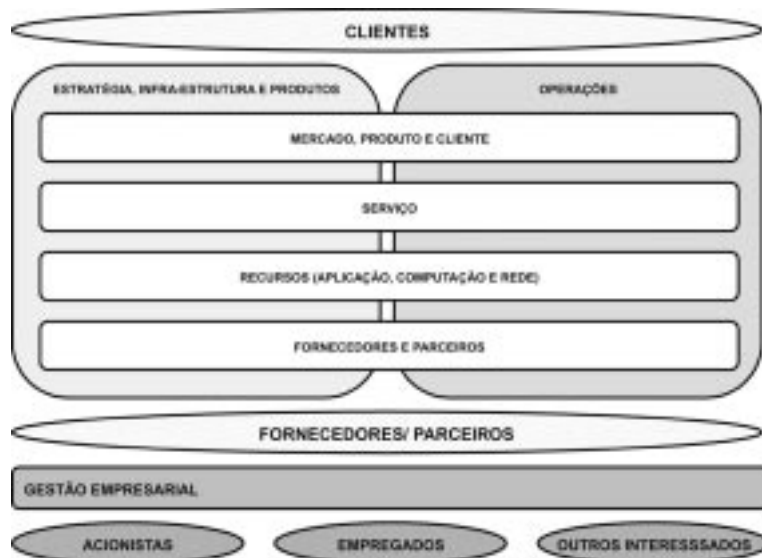 CLIENTES
ESTRATÉGIA, INFRA-ESTRUTURA E PRODUTOS
OPERAÇÕES
MERCADO, PRODUTO E CLIENTE
SERVIÇO
RECURSOS (APLICAÇÃO, COMPUTAÇÃO E REDE)
FORNECEDORES E PARCEIROS
FORNECEDORES/ PARCEIROS
GESTÃO EMPRESARIAL
ACIONISTAS
EMPREGADOS
OUTROS INTERESSSADOS